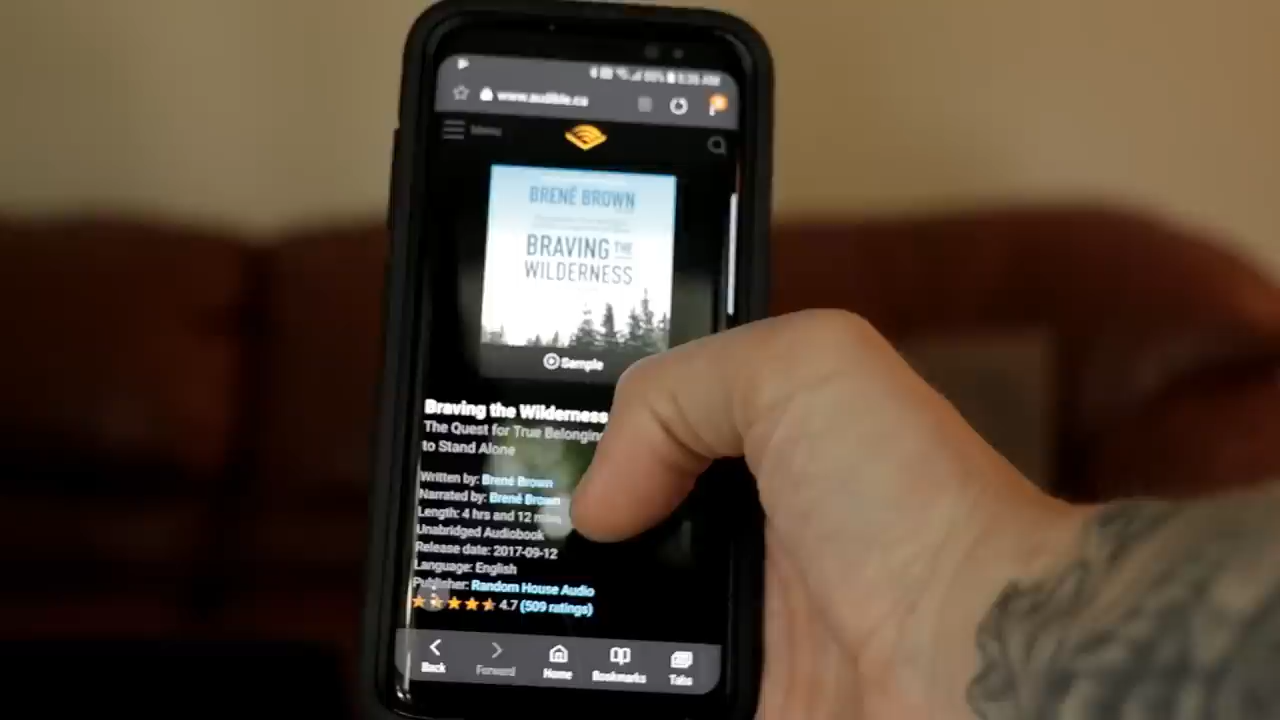 www.audible.ca
Menu
BRENÉ BROWN
BRAVING THE
WILDERNESS
Sample
Braving the Wilderness
The Quest for True Belonging
to Stand Alone
Written by: Brené Brown
Narrated by: Brené Brown
Length: 4 hrs and 12
Unabridged Audiobook
Release date: 2017-09-12
Language: English
Publisher: Random House Audio
4.7 (509 ratings)
Back Forward Home Bookmarks Tabs